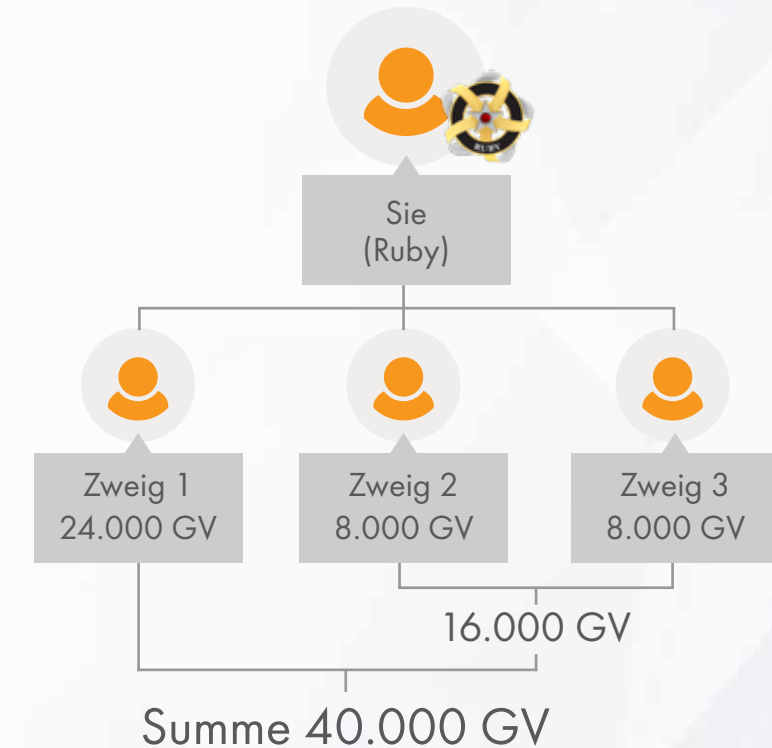 RUBY
Sie
(Ruby)
Zweig 1
24.000 GV
Zweig 2
8.000 GV
Zweig 3
8.000 GV
16.000 GV
Summe 40.000 GV